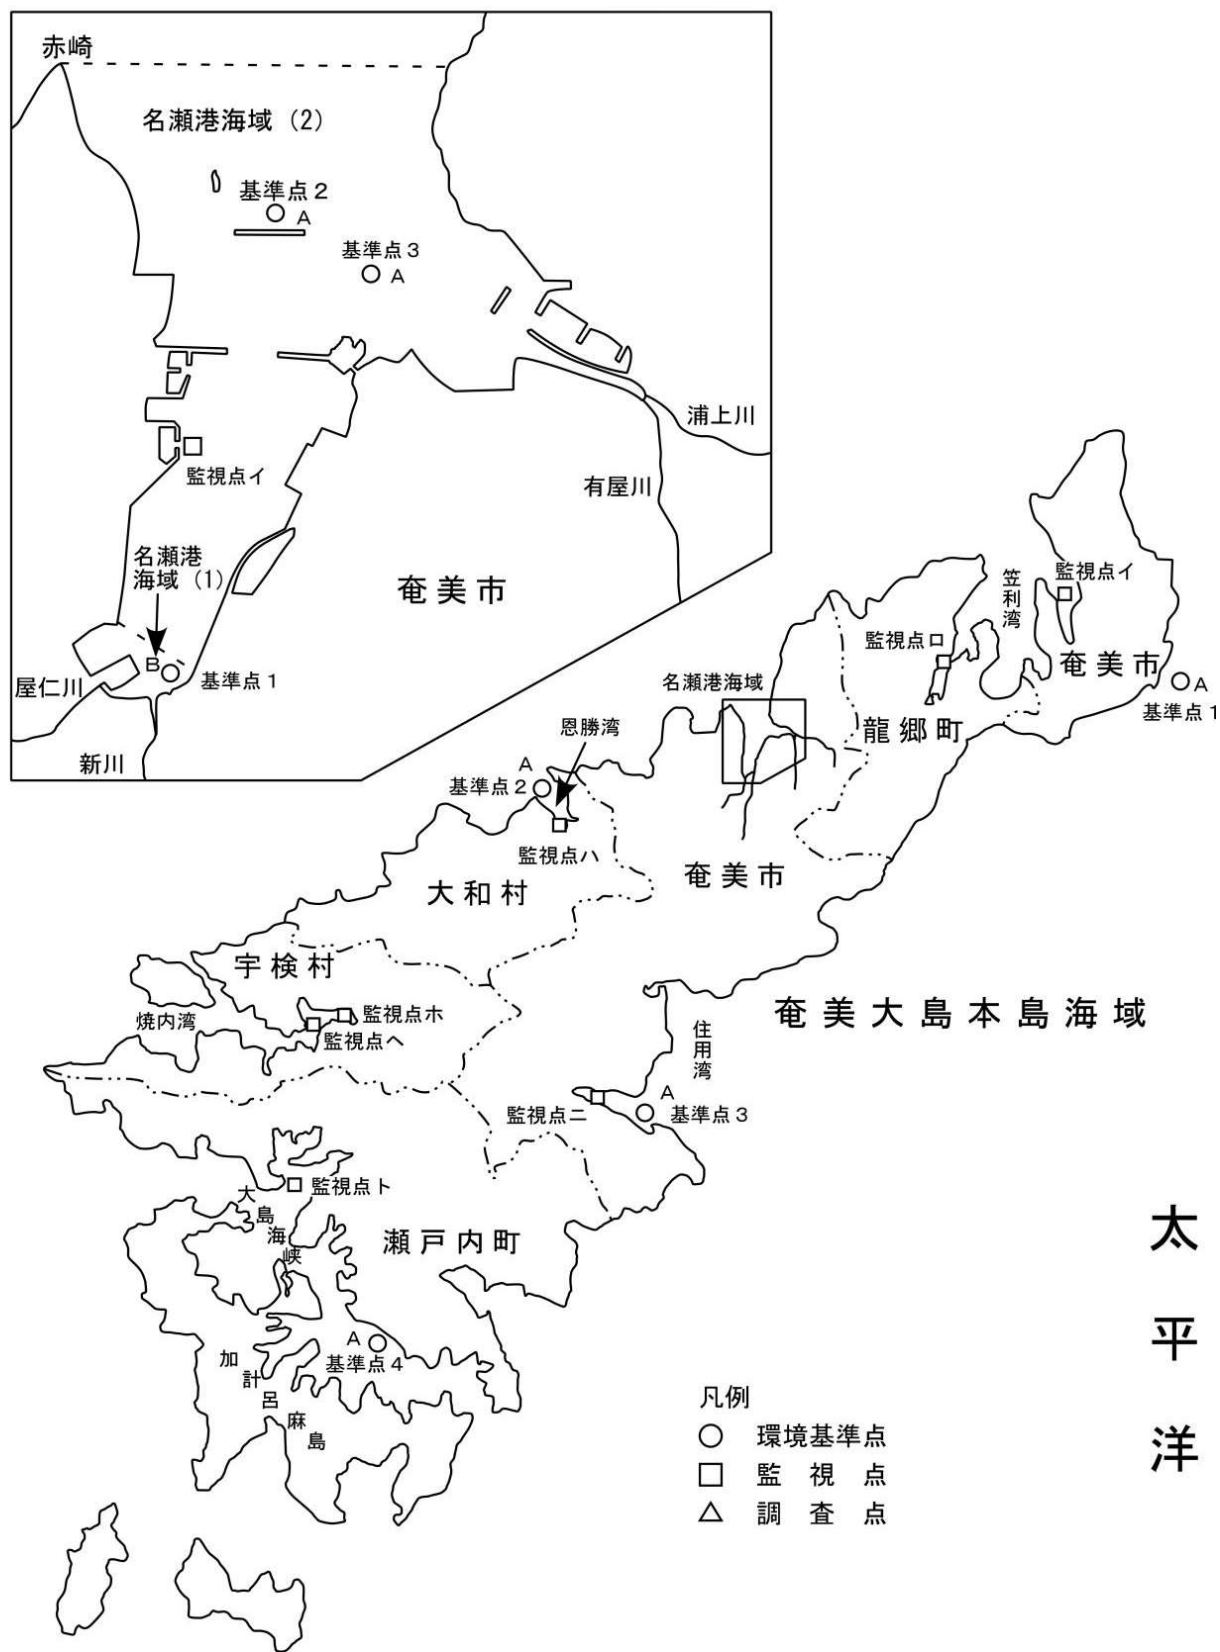 赤崎
名瀬港海域（2）
基準点２
A
基準点３
A
浦上川
監視点イ
有屋川
名瀬港
海域（1）
奄美市
B
基準点１
屋仁川
新川
笠利湾
監視点イ
監視点ロ
奄美市
A
基準点１
名瀬港海域
龍郷町
恩勝湾
A
基準点２
監視点ハ
奄美市
大和村
宇検村
奄美大島本島海域
焼内湾
監視点ホ
監視点ヘ
住用湾
監視点ニ
A
基準点３
監視点ト
大島海峡
瀬戸内町
太平洋
A
基準点４
加計呂麻島
凡例
○ 環境基準点
□ 監視点
△ 調査点